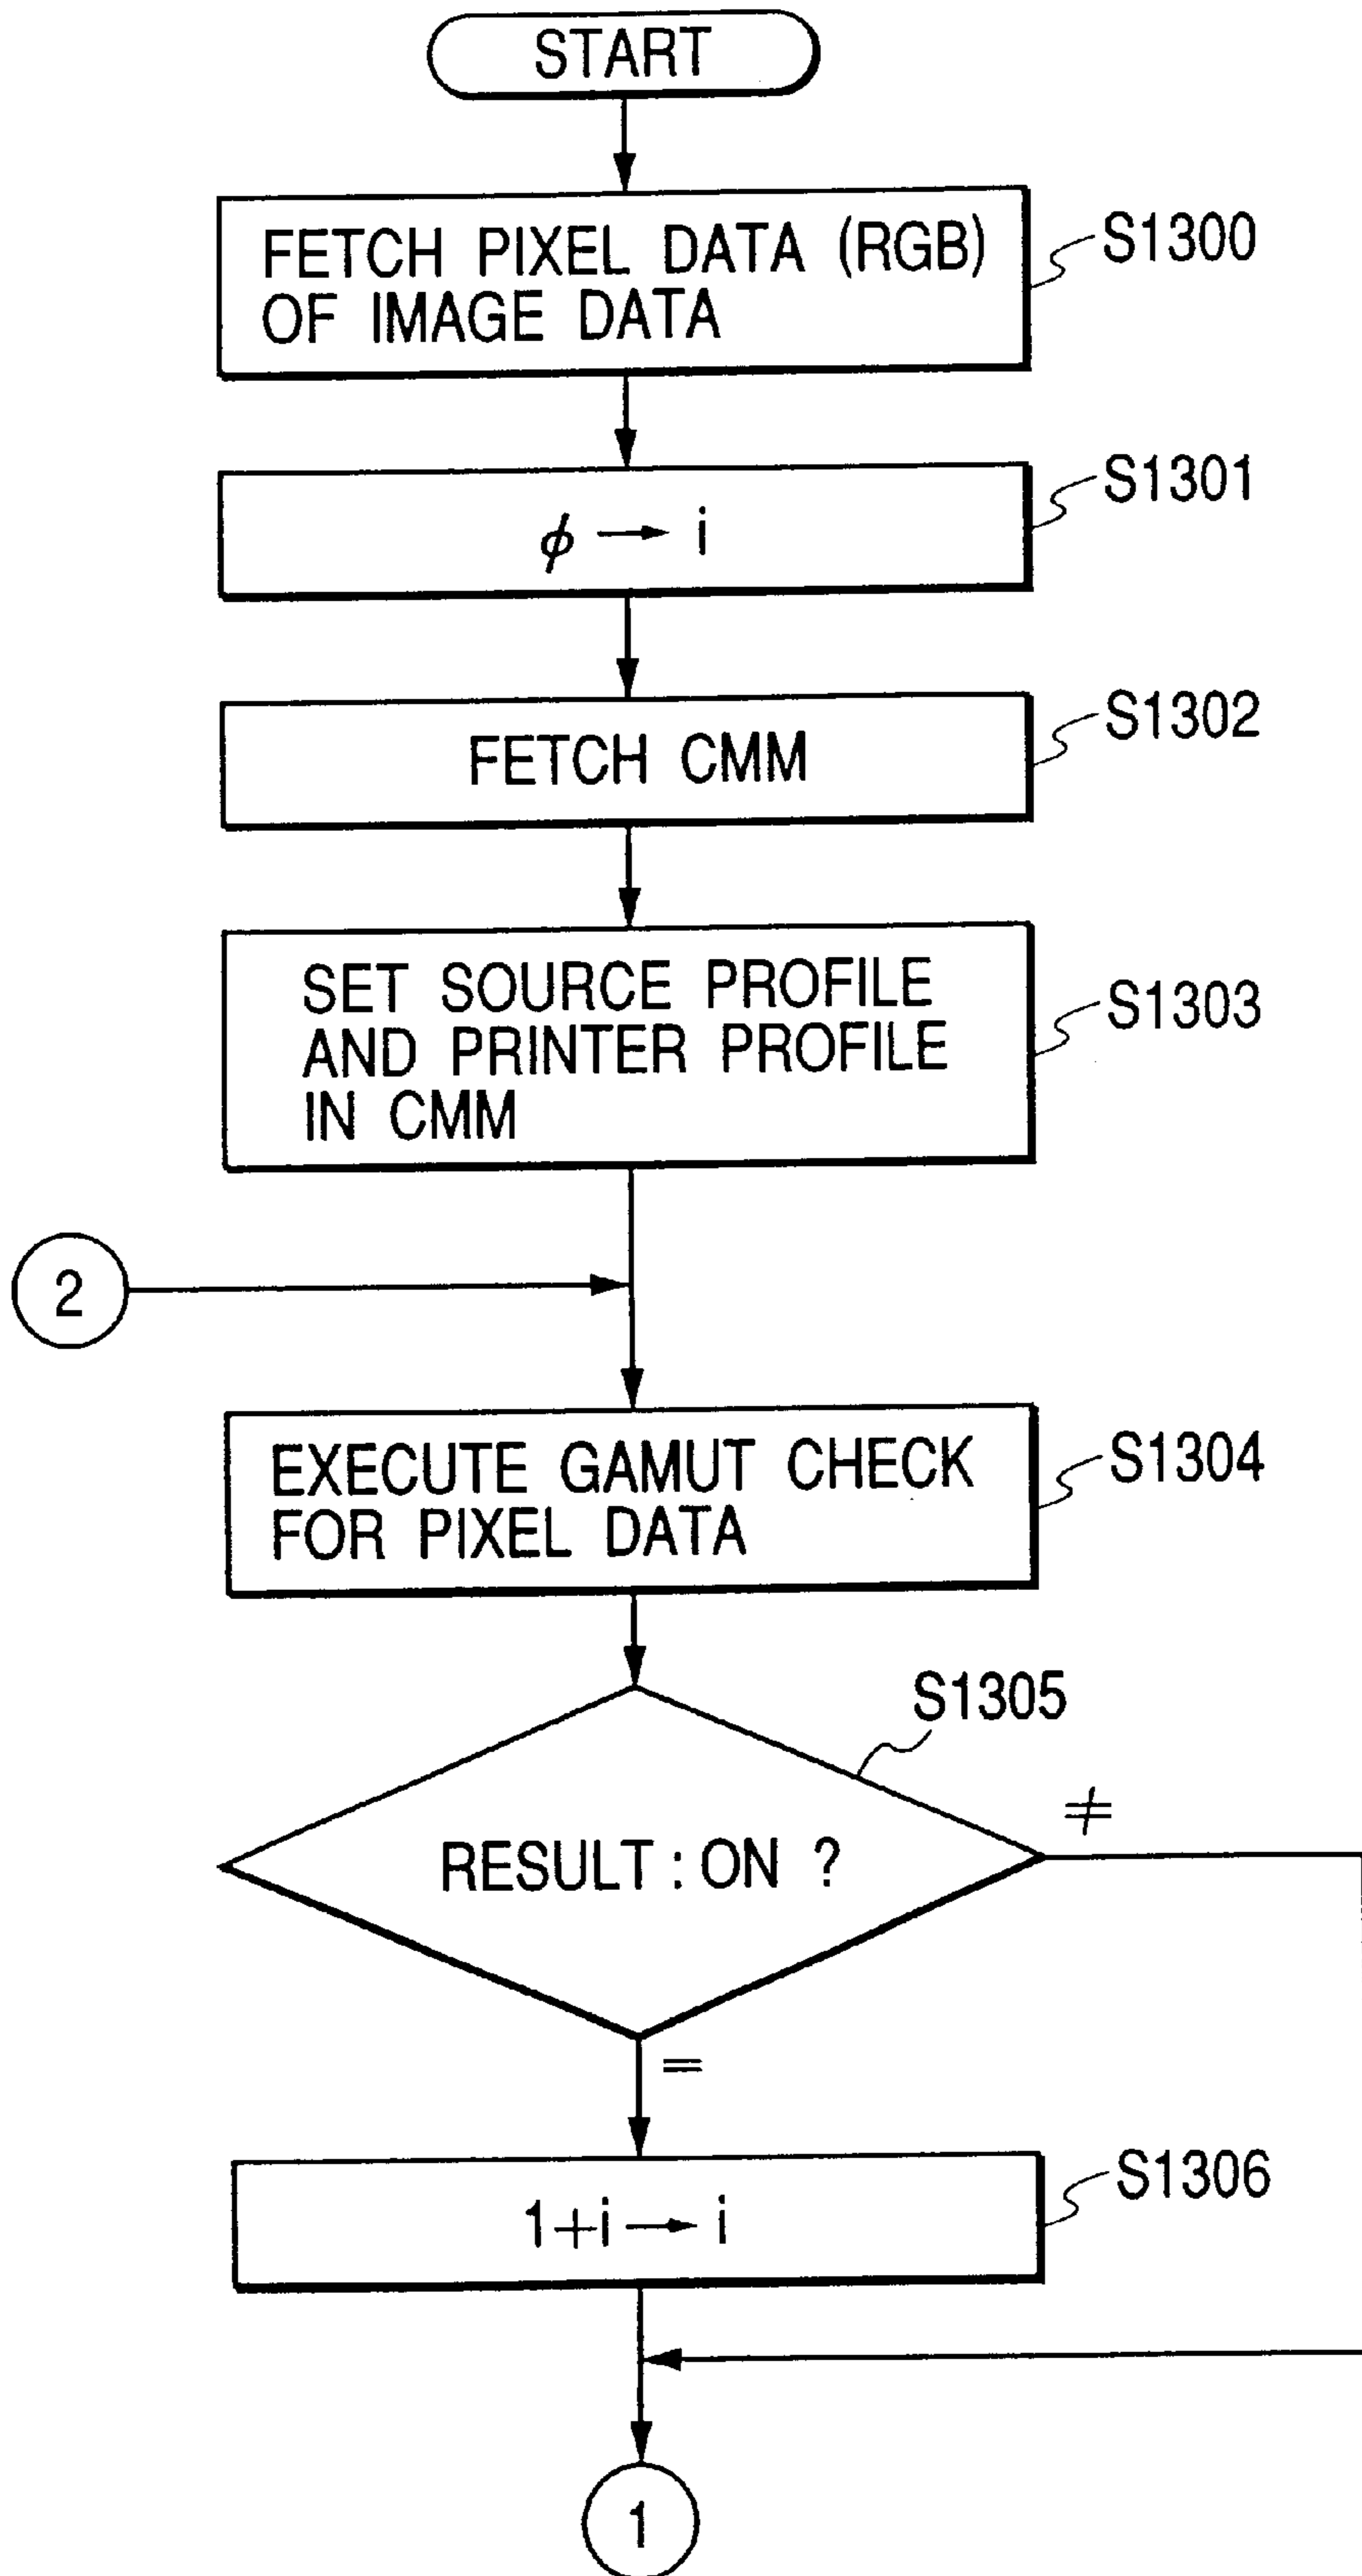 START
FETCH PIXEL DATA (RGB)
OF IMAGE DATA
S1300
ϕ → i
S1301
FETCH CMM
S1302
SET SOURCE PROFILE
AND PRINTER PROFILE
IN CMM
S1303
2
EXECUTE GAMUT CHECK
FOR PIXEL DATA
S1304
S1305
RESULT : ON ?
≠
=
1+i → i
S1306
1